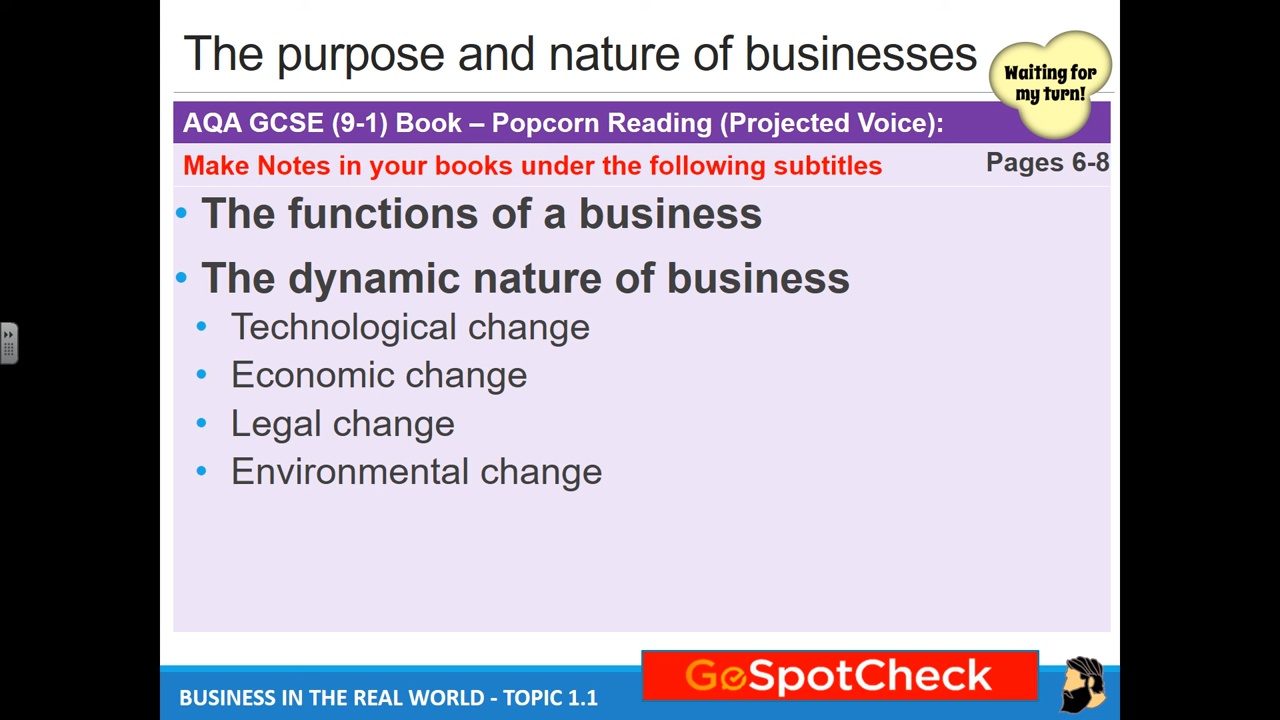 The purpose and nature of businesses
Waiting for
my turn!
AQA GCSE (9-1) Book – Popcorn Reading (Projected Voice):
Make Notes in your books under the following subtitles
Pages 6-8
• The functions of a business
• The dynamic nature of business
• Technological change
• Economic change
• Legal change
• Environmental change
BUSINESS IN THE REAL WORLD - TOPIC 1.1
GoSpotCheck